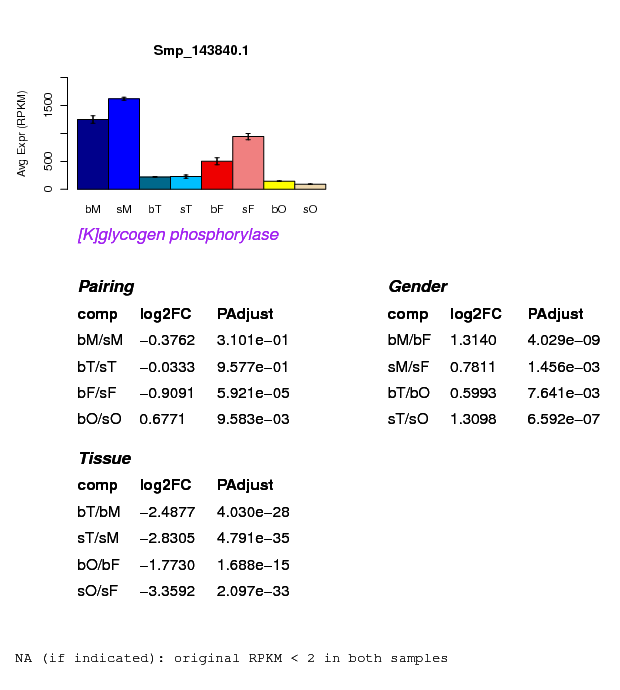 Smp_143840.1
Avg Expr (RPKM)
0 500 1500
bM sM bT sT bF sF bO sO
[K]glycogen phosphorylase
Pairing
comp log2FC PAdjust
bM/sM −0.3762 3.101e−01
bT/sT −0.0333 9.577e−01
bF/sF −0.9091 5.921e−05
bO/sO 0.6771 9.583e−03
Gender
comp log2FC PAdjust
bM/bF 1.3140 4.029e−09
sM/sF 0.7811 1.456e−03
bT/bO 0.5993 7.641e−03
sT/sO 1.3098 6.592e−07
Tissue
comp log2FC PAdjust
bT/bM −2.4877 4.030e−28
sT/sM −2.8305 4.791e−35
bO/bF −1.7730 1.688e−15
sO/sF −3.3592 2.097e−33
NA (if indicated): original RPKM < 2 in both samples